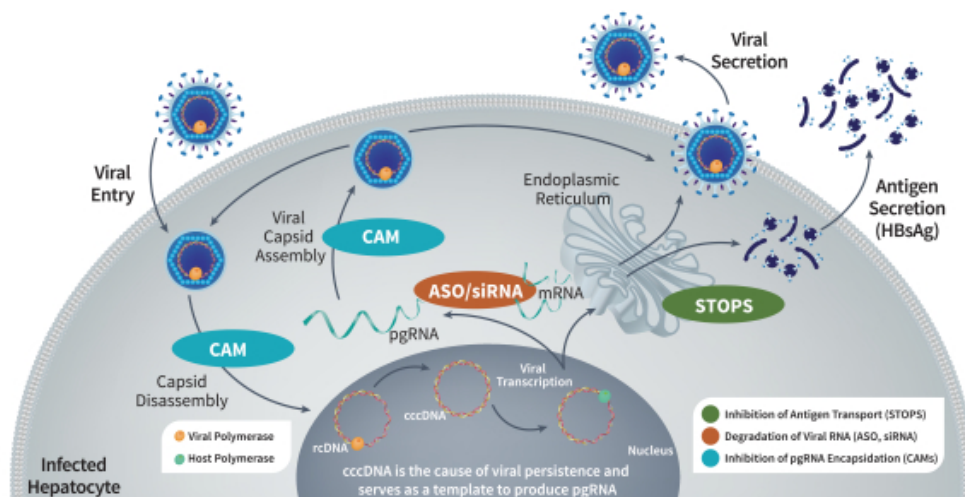 Viral
Secretion
Viral
Entry
Endoplasmic
Reticulum
Antigen
Secretion
(HBsAg)
Viral
Capsid
Assembly
CAM
ASO/siRNA
mRNA
STOPS
pgRNA
CAM
Capsid
Disassembly
Viral
Transcription
cccDNA
rcDNA
Nucleus
cccDNA is the cause of viral persistence and
serves as a template to produce pgRNA
Viral Polymerase
Host Polymerase
Inhibition of Antigen Transport (STOPS)
Degradation of Viral RNA (ASO, siRNA)
Inhibition of pgRNA Encapsidation (CAMs)
Infected
Hepatocyte